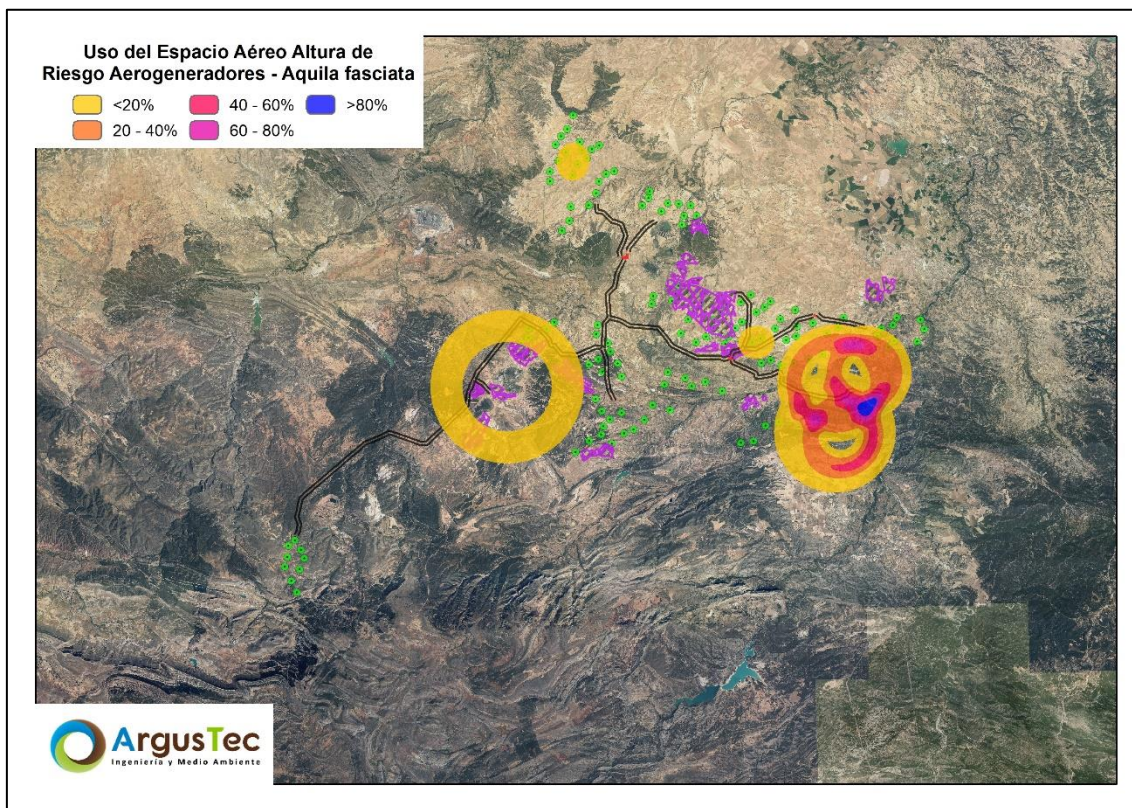 Uso del Espacio Aéreo Altura de
Riesgo Aerogeneradores - Aquila fasciata
<20% 40 - 60% >80%
20 - 40% 60 - 80%
ArgusTec
Ingeniería y Medio Ambiente